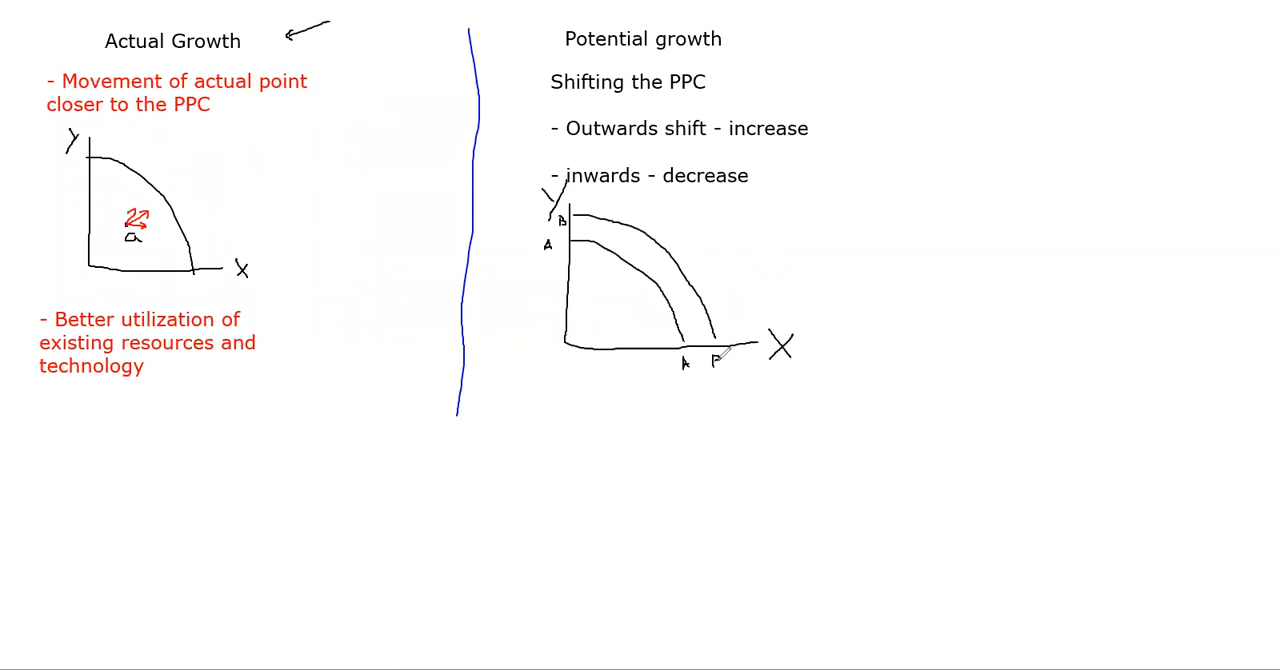 Actual Growth
- Movement of actual point
closer to the PPC
Y
a
X
- Better utilization of
existing resources and
technology
Potential growth
Shifting the PPC
- Outwards shift - increase
- inwards - decrease
Y
B
A
X
A